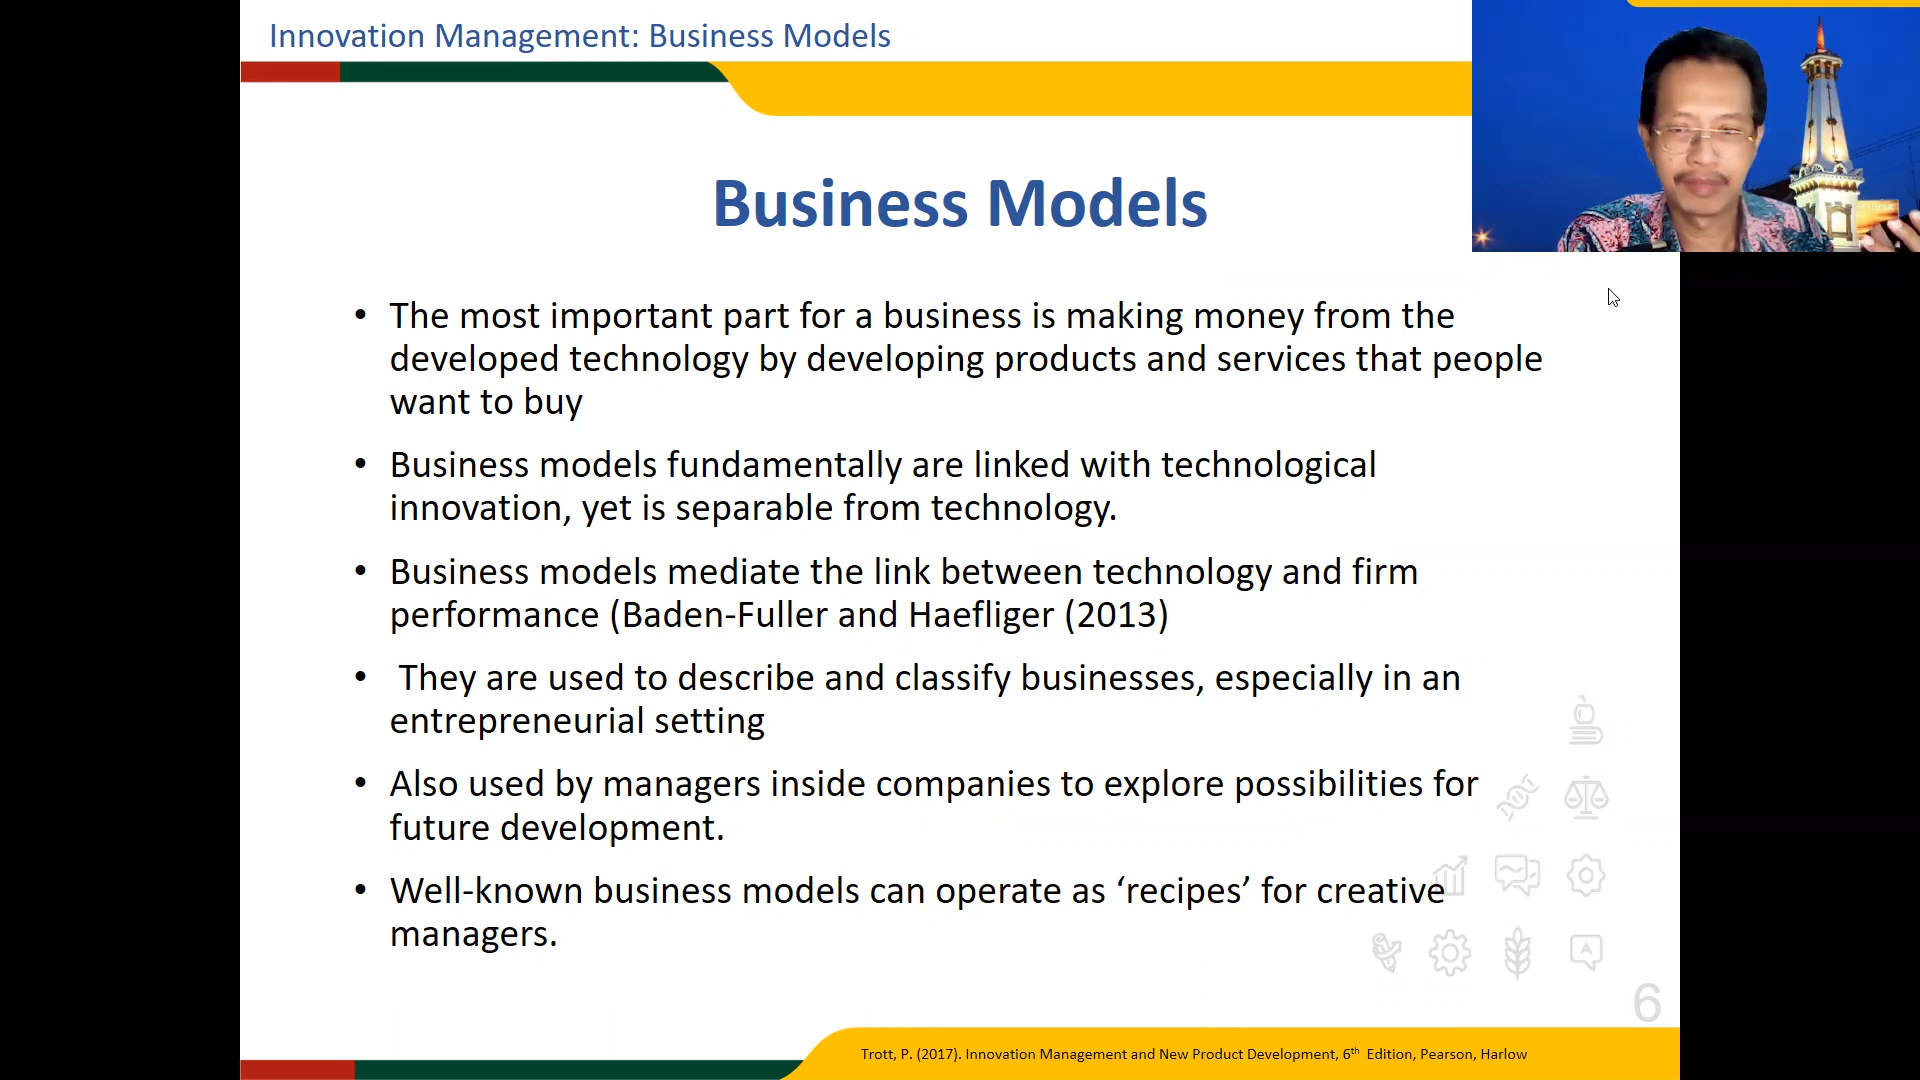 Innovation Management: Business Models
Business Models
• The most important part for a business is making money from the
developed technology by developing products and services that people
want to buy
• Business models fundamentally are linked with technological
innovation, yet is separable from technology.
• Business models mediate the link between technology and firm
performance (Baden-Fuller and Haefliger (2013)
• They are used to describe and classify businesses, especially in an
entrepreneurial setting
• Also used by managers inside companies to explore possibilities for
future development.
• Well-known business models can operate as ‘recipes’ for creative
managers.
A
6
Trott, P. (2017). Innovation Management and New Product Development, 6th Edition, Pearson, Harlow